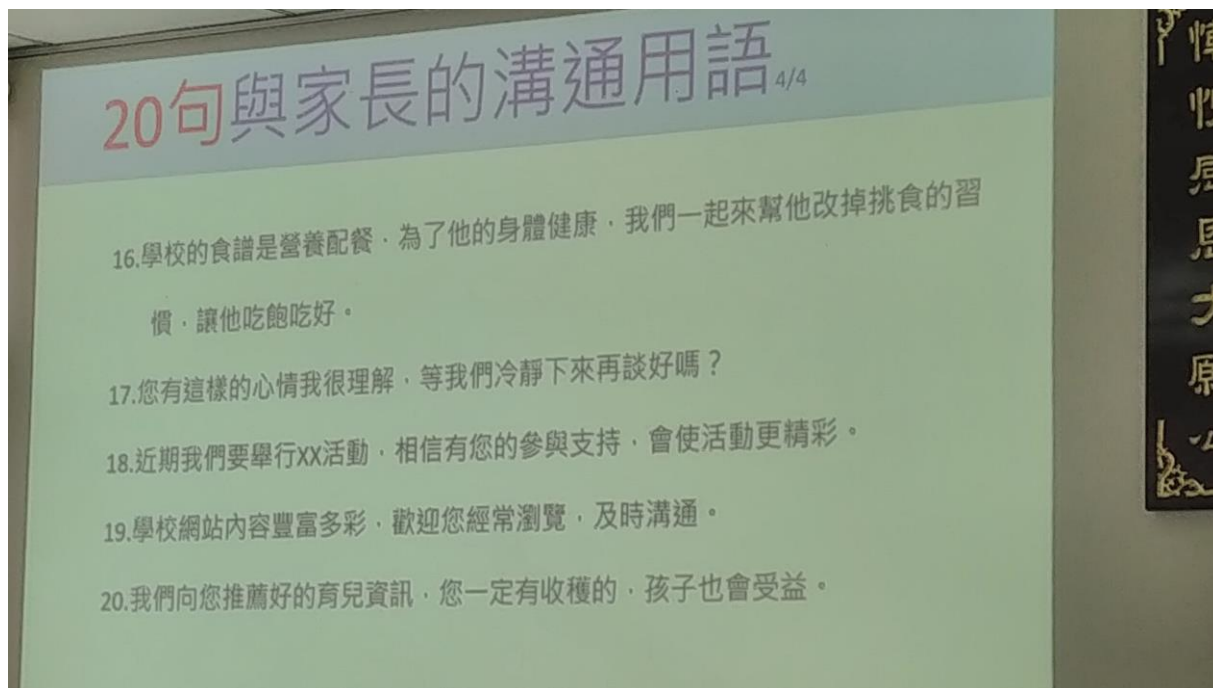 20句與家長的溝通用語4/4
16.學校的食譜是營養配餐，為了他的身體健康，我們一起來幫他改掉挑食的習
慣，讓他吃飽吃好。
17.您有這樣的心情我很理解，等我們冷靜下來再談好嗎？
18.近期我們要舉行XX活動，相信有您的參與支持，會使活動更精彩。
19.學校網站內容豐富多彩，歡迎您經常瀏覽，及時溝通。
20.我們向您推薦好的育兒資訊，您一定有收穫的，孩子也會受益。
恩
大